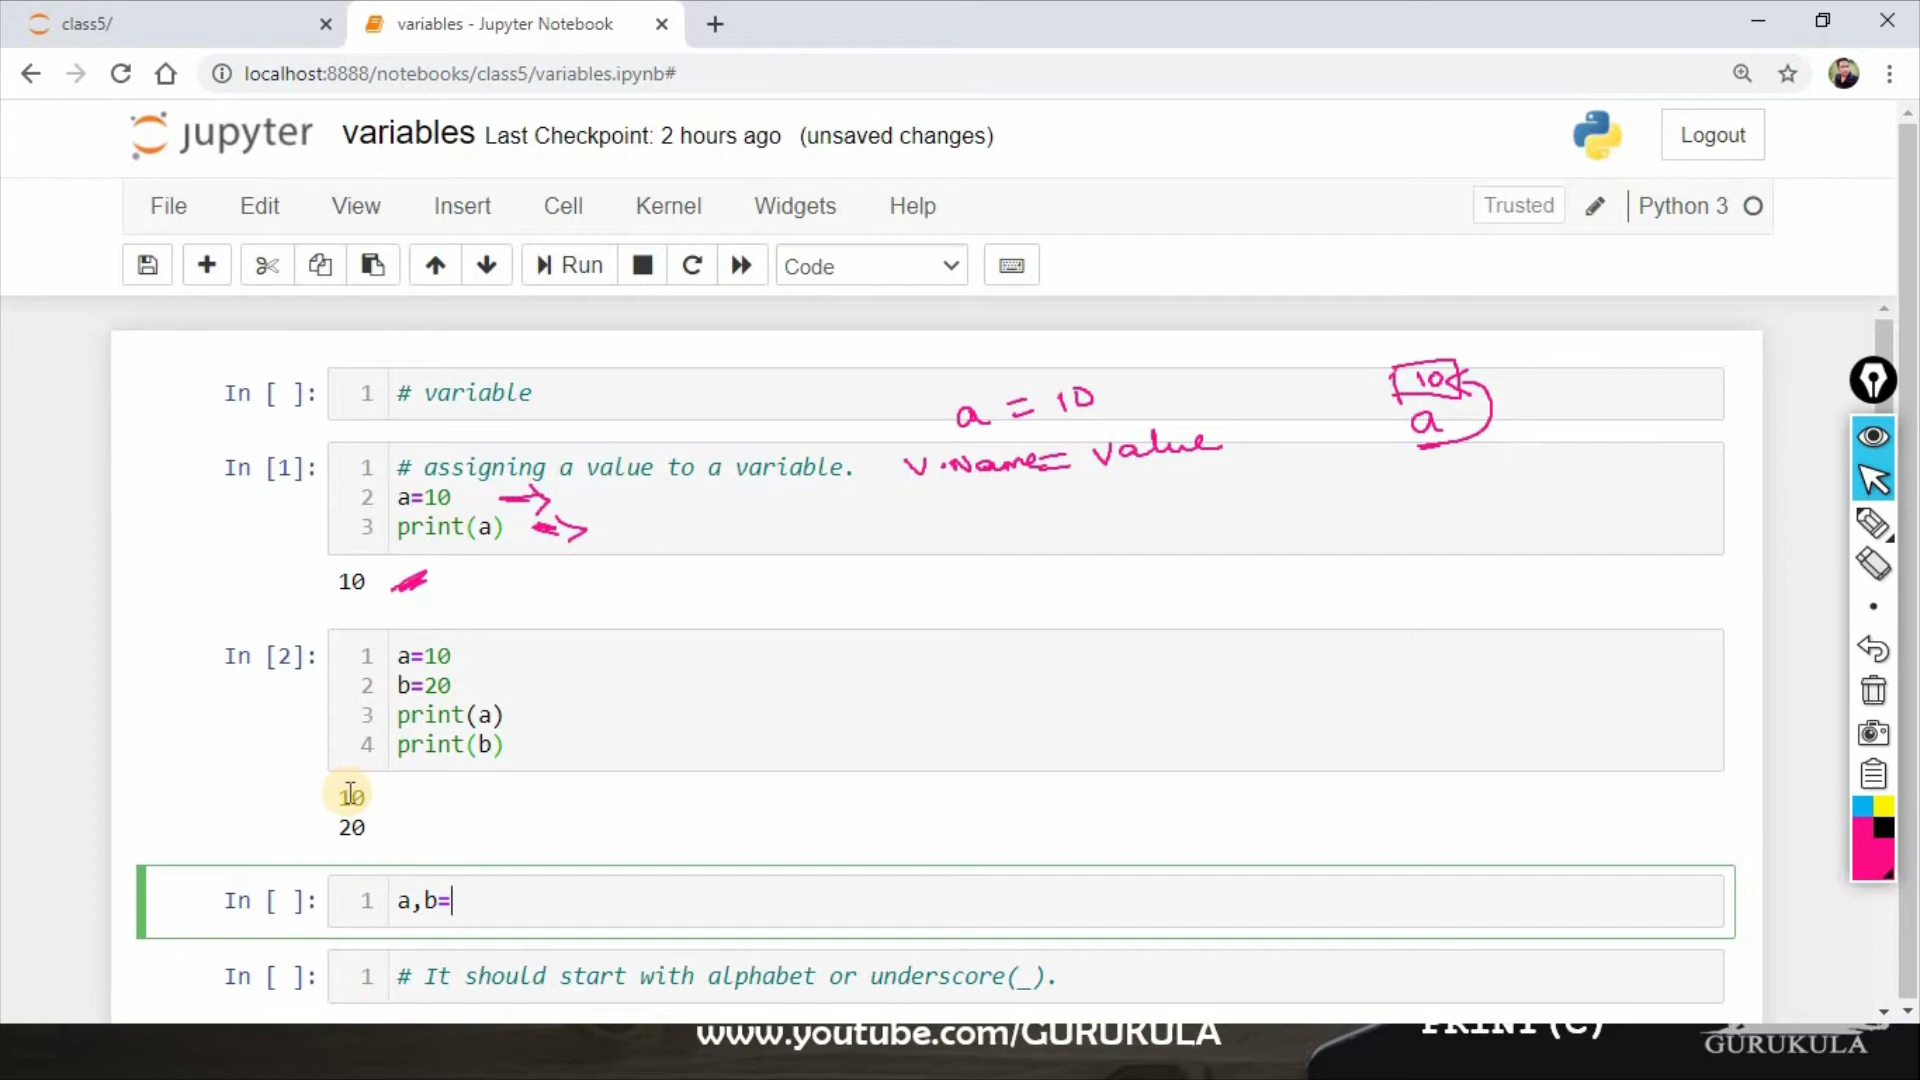 class5/
variables - Jupyter Notebook
localhost:8888/notebooks/class5/variables.ipynb#
jupyter variables Last Checkpoint: 2 hours ago (unsaved changes)
Logout
File Edit View Insert Cell Kernel Widgets Help
Trusted Python 3
Run Code
In [ ]: 1 # variable
a = 10
10
a
In [1]: 1 # assigning a value to a variable.
v.Name = value
2 a=10
3 print(a)
10
In [2]: 1 a=10
2 b=20
3 print(a)
4 print(b)
10
20
In [ ]: 1 a,b=
In [ ]: 1 # It should start with alphabet or underscore(_).
www.youtube.com/GURUKULA
PRINT(C)
GURUKULA